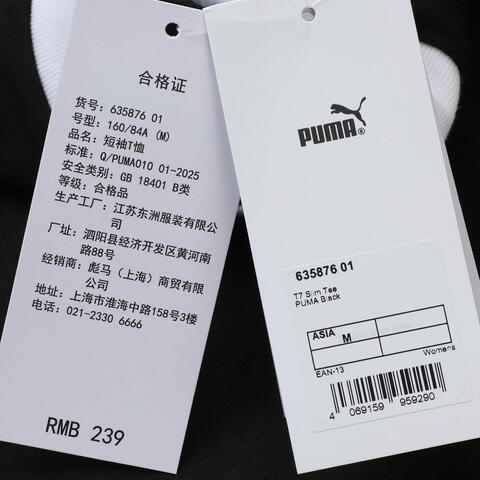 合格证
货号: 635876 01
号型: 160/84A (M)
品名: 短袖T恤
标准: Q/PUMA010 01-2025
安全类别: GB 18401 B类
等级: 合格品
生产工厂: 江苏东洲服装有限公
司
厂址: 泗阳县经济开发区黄河南
路88号
经销商: 彪马(上海)商贸有限
公司
地址: 上海市淮海中路158号3楼
电话: 021-2330 6666
RMB 239
PUMA®
635876 01
T7 Slim Tee
PUMA Black
ASIA
M
Womens
EAN-13
4 069159 959290